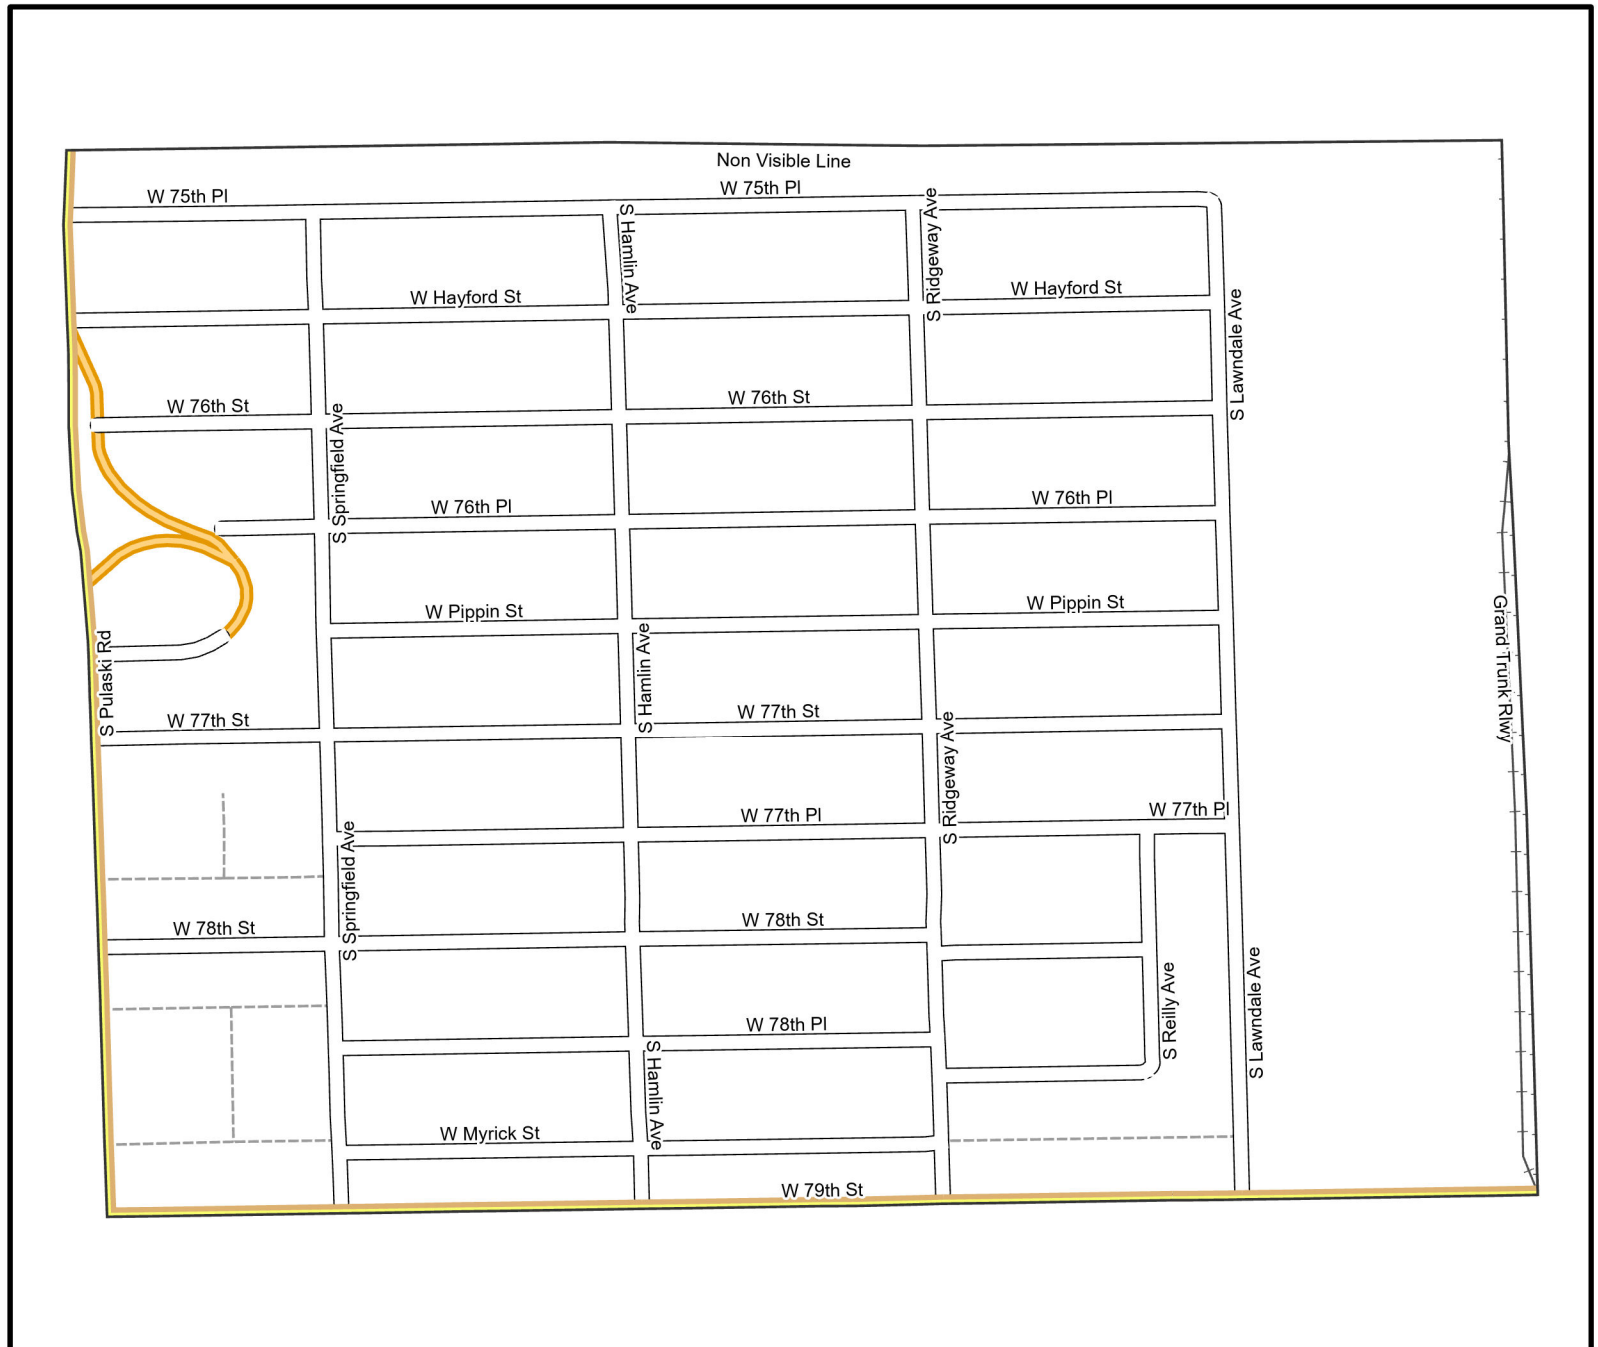 Non Visible Line
W 75th Pl
W 75th Pl
S Hamlin Ave
S Ridgeway Ave
W Hayford St
W Hayford St
S Lawndale Ave
W 76th St
W 76th St
S Springfield Ave
W 76th Pl
W 76th Pl
W Pippin St
W Pippin St
Grand Trunk Rlwy
S Pulaski Rd
S Hamlin Ave
W 77th St
W 77th St
S Ridgeway Ave
W 77th Pl
W 77th Pl
S Springfield Ave
W 78th St
W 78th St
S Reilly Ave
S Lawndale Ave
W 78th Pl
S Hamlin Ave
W Myrick St
W 79th St